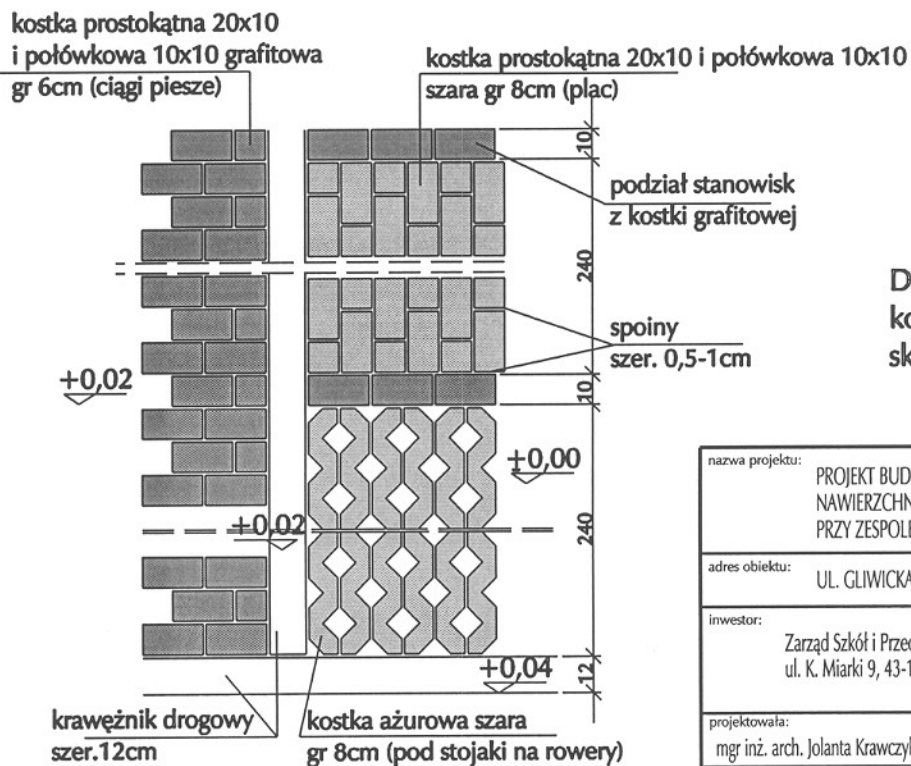 kostka prostokątna 20x10
i połówkowa 10x10 grafitowa
gr 6cm (ciągi piesze)
kostka prostokątna 20x10 i połówkowa 10x10
szara gr 8cm (plac)
10
podział stanowisk
z kostki grafitowej
240
spoiny
szer. 0,5-1cm
+0,02
10
+0,00
+0,02
240
+0,04
12
krawężnik drogowy
szer.12cm
kostka ażurowa szara
gr 8cm (pod stojaki na rowery)
nazwa projektu:
PROJEKT BUD
NAWIERZCHN
PRZY ZESPOLE
adres obiektu:
UL. GLIWICKA
inwestor:
Zarząd Szkół i Przed
ul. K. Miarki 9, 43-1
projektowała:
mgr inż. arch. Jolanta Krawczyk